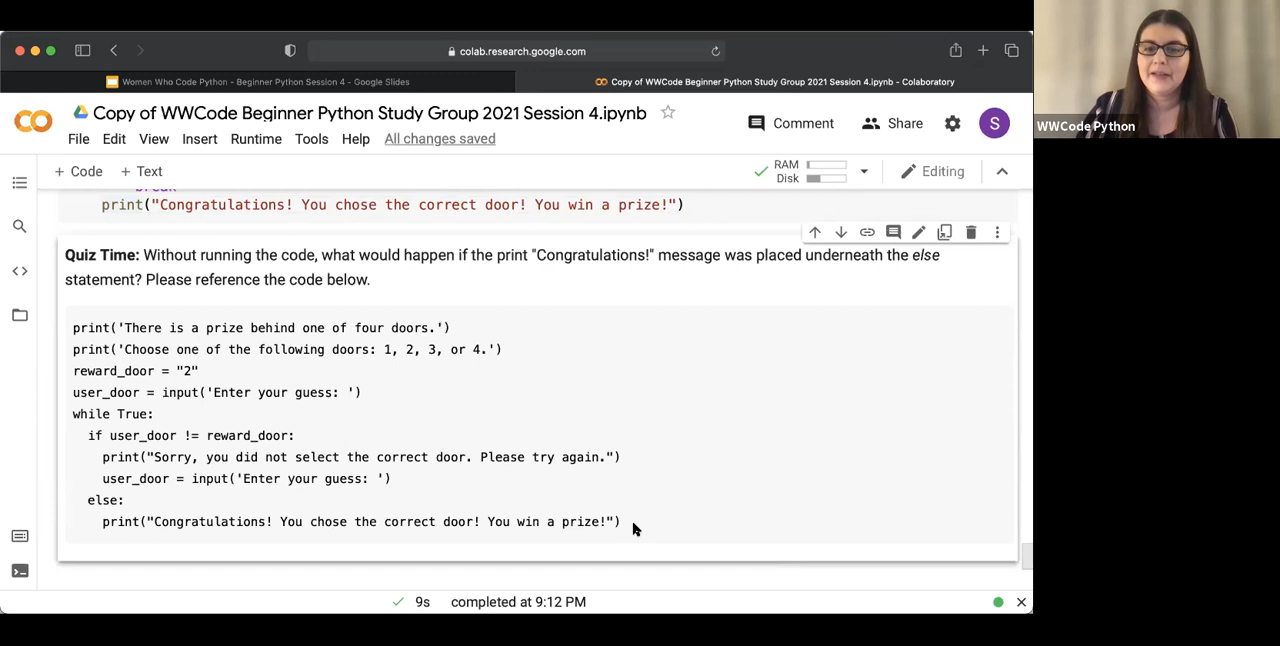 colab.research.google.com
Women Who Code Python - Beginner Python Session 4 - Google Slides
Copy of WWCode Beginner Python Study Group 2021 Session 4.ipynb - Colaboratory
Copy of WWCode Beginner Python Study Group 2021 Session 4.ipynb
Comment
Share
S
WWCode Python
File Edit View Insert Runtime Tools Help All changes saved
+ Code + Text
RAM
Disk
Editing
break
print("Congratulations! You chose the correct door! You win a prize!")
Quiz Time: Without running the code, what would happen if the print "Congratulations!" message was placed underneath the else
statement? Please reference the code below.
print('There is a prize behind one of four doors.')
print('Choose one of the following doors: 1, 2, 3, or 4.')
reward_door = "2"
user_door = input('Enter your guess: ')
while True:
  if user_door != reward_door:
    print("Sorry, you did not select the correct door. Please try again.")
    user_door = input('Enter your guess: ')
  else:
    print("Congratulations! You chose the correct door! You win a prize!")
9s completed at 9:12 PM